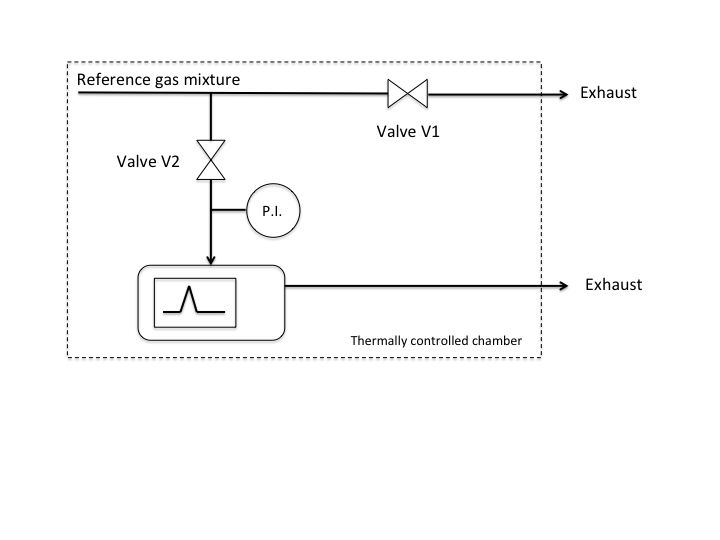 Reference gas mixture
Exhaust
Valve V1
Valve V2
P.I.
Exhaust
Thermally controlled chamber